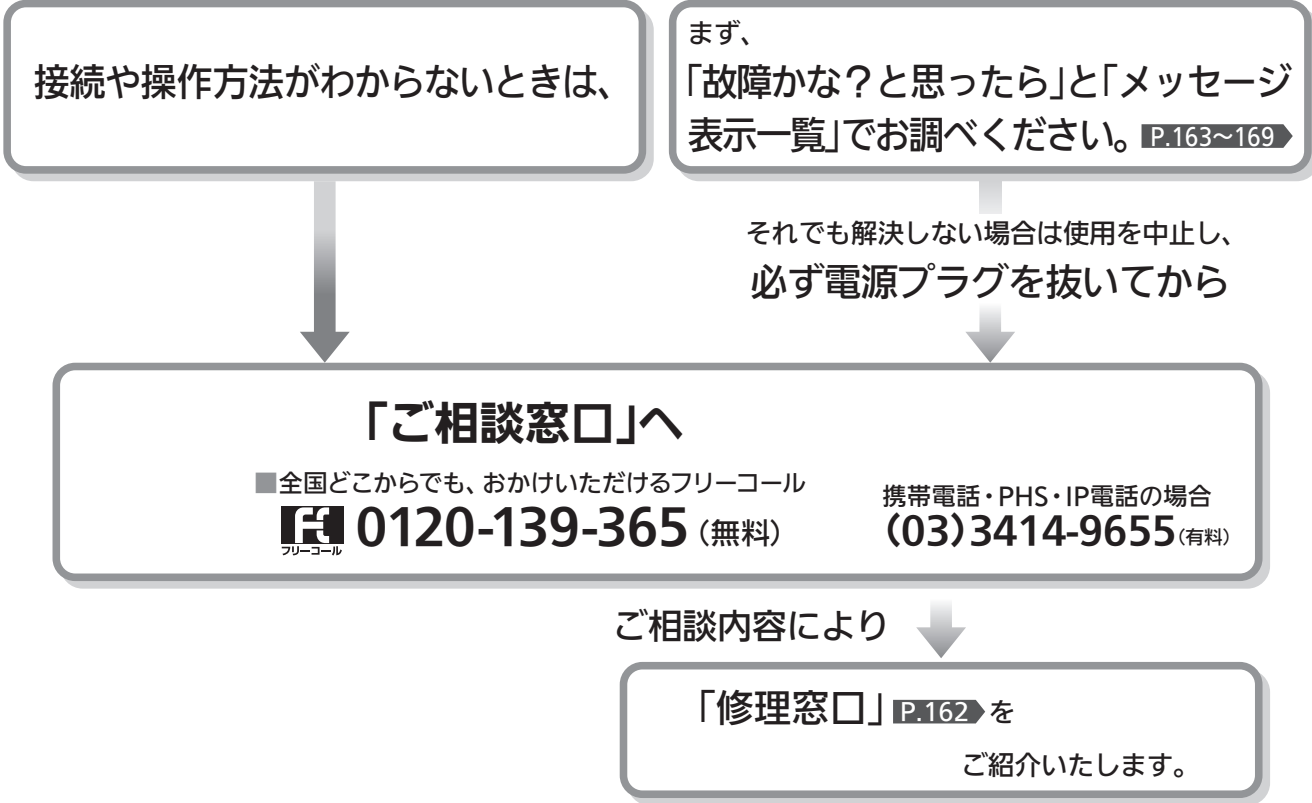 接続や操作方法がわからないときは、
まず、
「故障かな？と思ったら」と「メッセージ
表示一覧」でお調べください。 P.163～169
それでも解決しない場合は使用を中止し、
必ず電源プラグを抜いてから
「ご相談窓口」へ
■全国どこからでも、おかけいただけるフリーコール
フリーコール 0120-139-365（無料）
携帯電話・PHS・IP電話の場合
（03）3414-9655（有料）
ご相談内容により
「修理窓口」 P.162 を
ご紹介いたします。